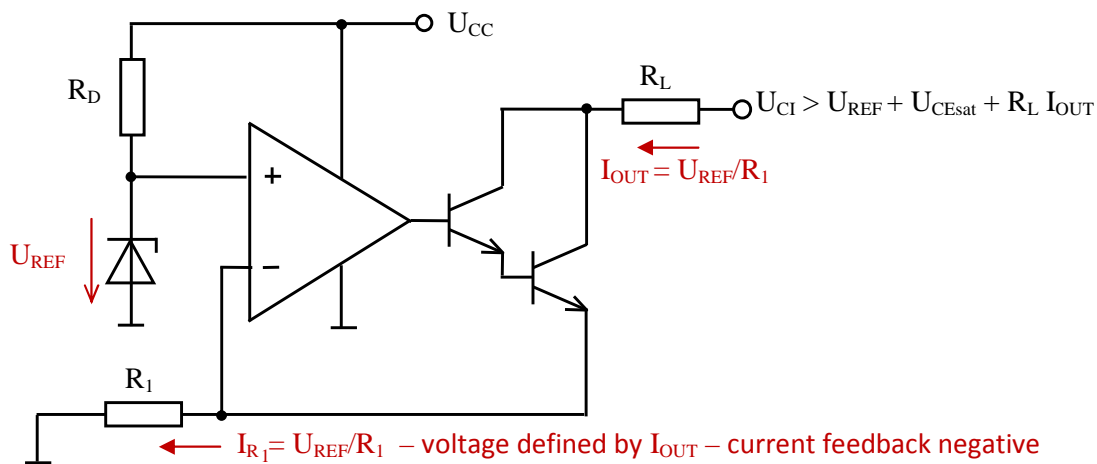 U_CC
R_D
R_L
U_CI > U_REF + U_CEsat + R_L I_OUT
I_OUT = U_REF/R_1
+
U_REF
−
R_1
I_R_1 = U_REF/R_1 – voltage defined by I_OUT – current feedback negative